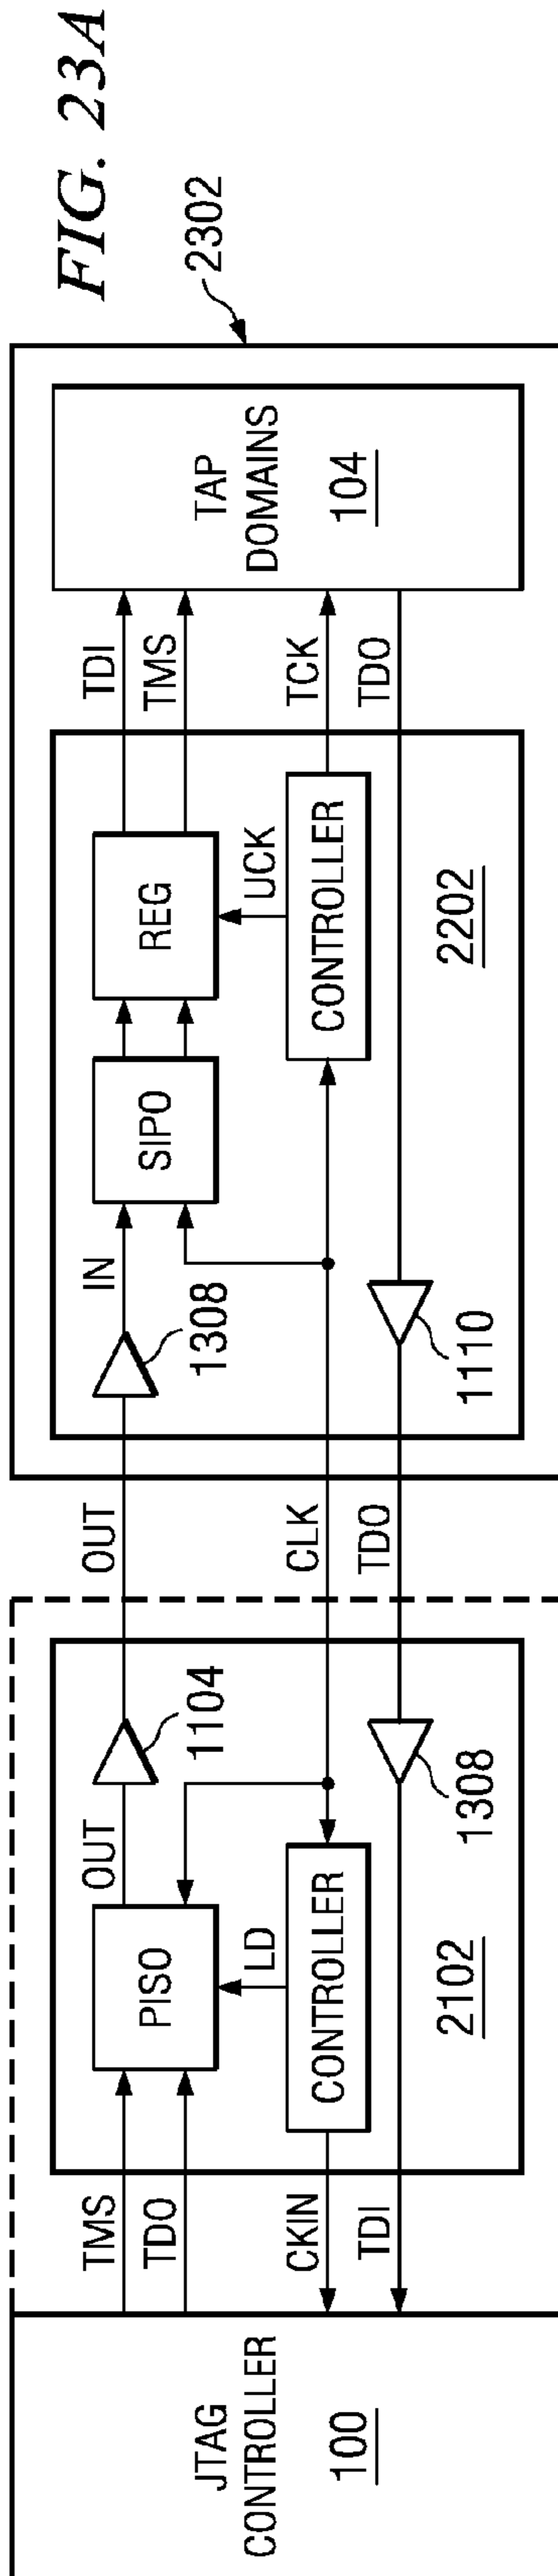 FIG. 23A
JTAG
CONTROLLER
100
TMS
TDO
CKIN
TDI
PISO
LD
CONTROLLER
2102
OUT
1104
1308
OUT
CLK
TDO
1308
IN
SIPO
REG
UCK
CONTROLLER
1110
2202
TDI
TMS
TCK
TDO
TAP
DOMAINS
104
2302